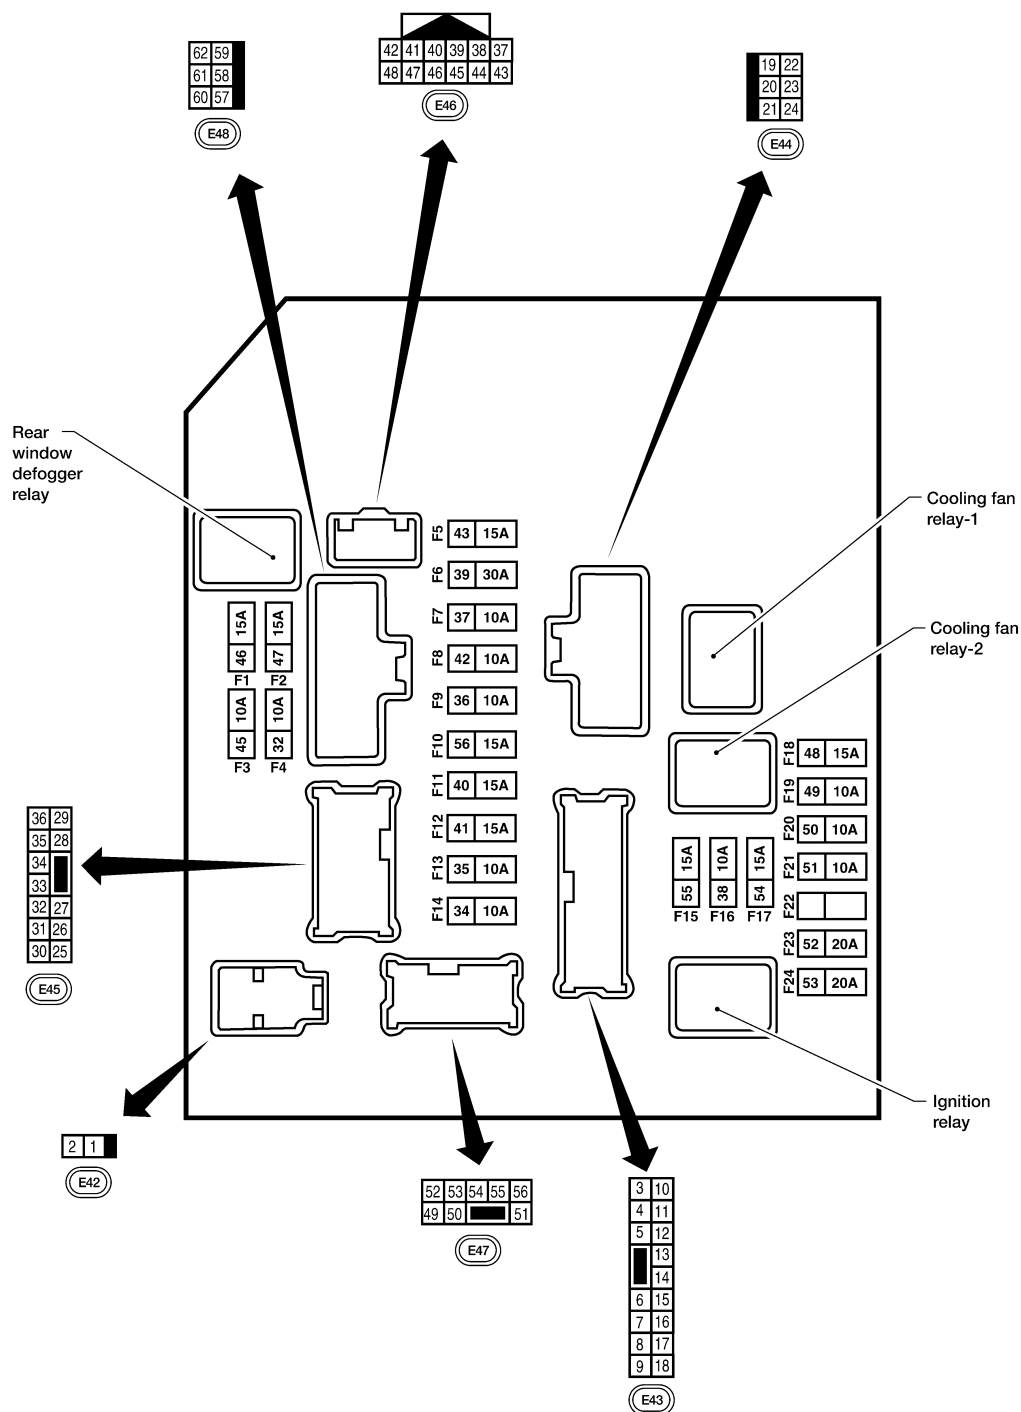 62 59
61 58
60 57
E48
42 41 40 39 38 37
48 47 46 45 44 43
E46
19 22
20 23
21 24
E44
Rear
window
defogger
relay
Cooling fan
relay-1
Cooling fan
relay-2
F5 43 15A
F6 39 30A
F7 37 10A
F8 42 10A
F9 36 10A
F10 56 15A
F11 40 15A
F12 41 15A
F13 35 10A
F14 34 10A
15A 46 F1
15A 47 F2
10A 45 F3
10A 32 F4
F18 48 15A
F19 49 10A
F20 50 10A
F21 51 10A
F22
F23 52 20A
F24 53 20A
15A 55 F15
10A 38 F16
15A 54 F17
36 29
35 28
34
33
32 27
31 26
30 25
E45
Ignition
relay
2 1
E42
52 53 54 55 56
49 50 51
E47
3 10
4 11
5 12
13
14
6 15
7 16
8 17
9 18
E43